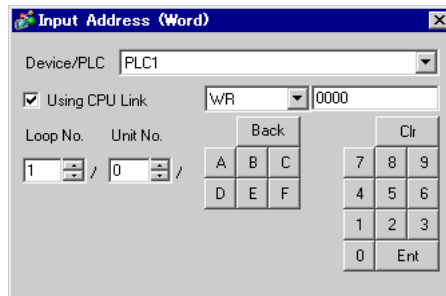 Input Address (Word)
Device/PLC PLC1
Using CPU Link WR 0000
Loop No. Unit No. Back Clr
1 / 0 / A B C 7 8 9
D E F 4 5 6
1 2 3
0 Ent